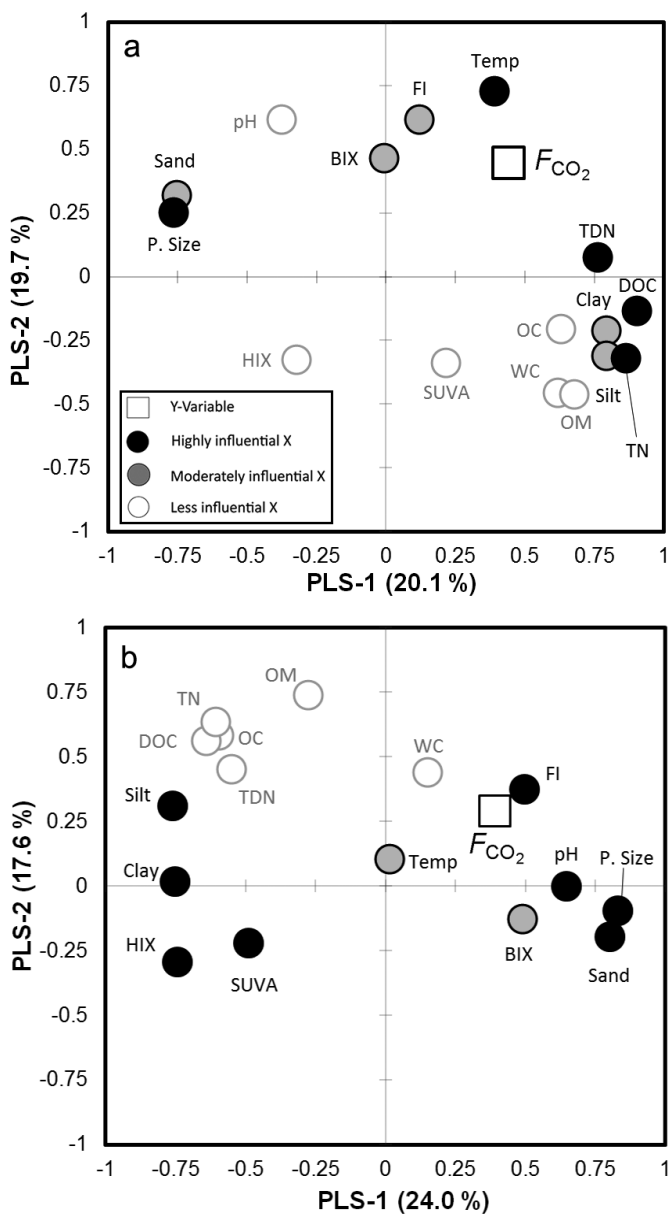 a
1
0.75
0.5
0.25
0
-0.25
-0.5
-0.75
-1
PLS-2 (19.7 %)
Temp
FI
pH
BIX
FCO2
Sand
P. Size
TDN
DOC
Clay
OC
HIX
SUVA
WC
Silt
OM
TN
Y-Variable
Highly influential X
Moderately influential X
Less influential X
-1 -0.75 -0.5 -0.25 0 0.25 0.5 0.75 1
PLS-1 (20.1 %)
b
1
0.75
0.5
0.25
0
-0.25
-0.5
-0.75
-1
PLS-2 (17.6 %)
OM
TN
DOC
OC
WC
TDN
Silt
FI
FCO2
Temp
pH
P. Size
Clay
HIX
SUVA
BIX
Sand
-1 -0.75 -0.5 -0.25 0 0.25 0.5 0.75 1
PLS-1 (24.0 %)